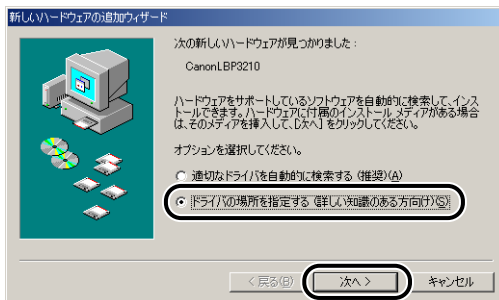 新しいハードウェアの追加ウィザード
次の新しいハードウェアが見つかりました：
CanonLBP3210
ハードウェアをサポートしているソフトウェアを自動的に検索して、インス
トールできます。ハードウェアに付属のインストール メディアがある場合
は、そのメディアを挿入して、[次へ] をクリックしてください。
オプションを選択してください。
適切なドライバを自動的に検索する (推奨)(A)
ドライバの場所を指定する (詳しい知識のある方向け)(S)
< 戻る(B)
次へ >
キャンセル